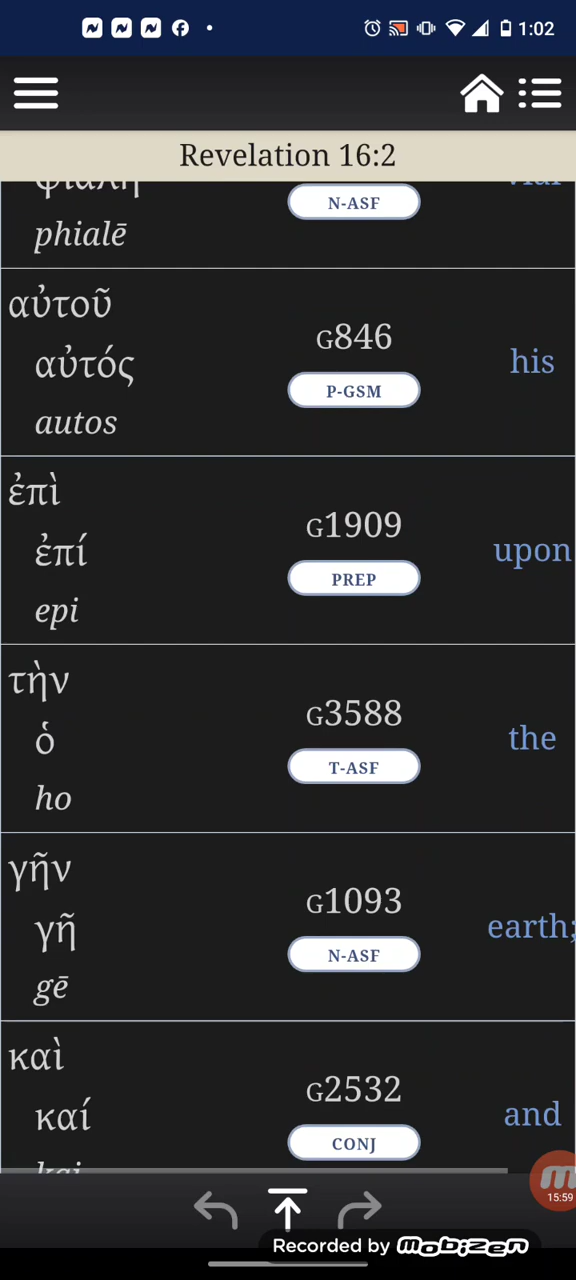 1:02
Revelation 16:2
N-ASF
phialē
αὐτοῦ
αὐτός
autos
G846
P-GSM
his
ἐπὶ
ἐπί
epi
G1909
PREP
upon
τὴν
ὁ
ho
G3588
T-ASF
the
γῆν
γῆ
gē
G1093
N-ASF
earth;
καὶ
καί
G2532
CONJ
and
15:59
Recorded by mobizen